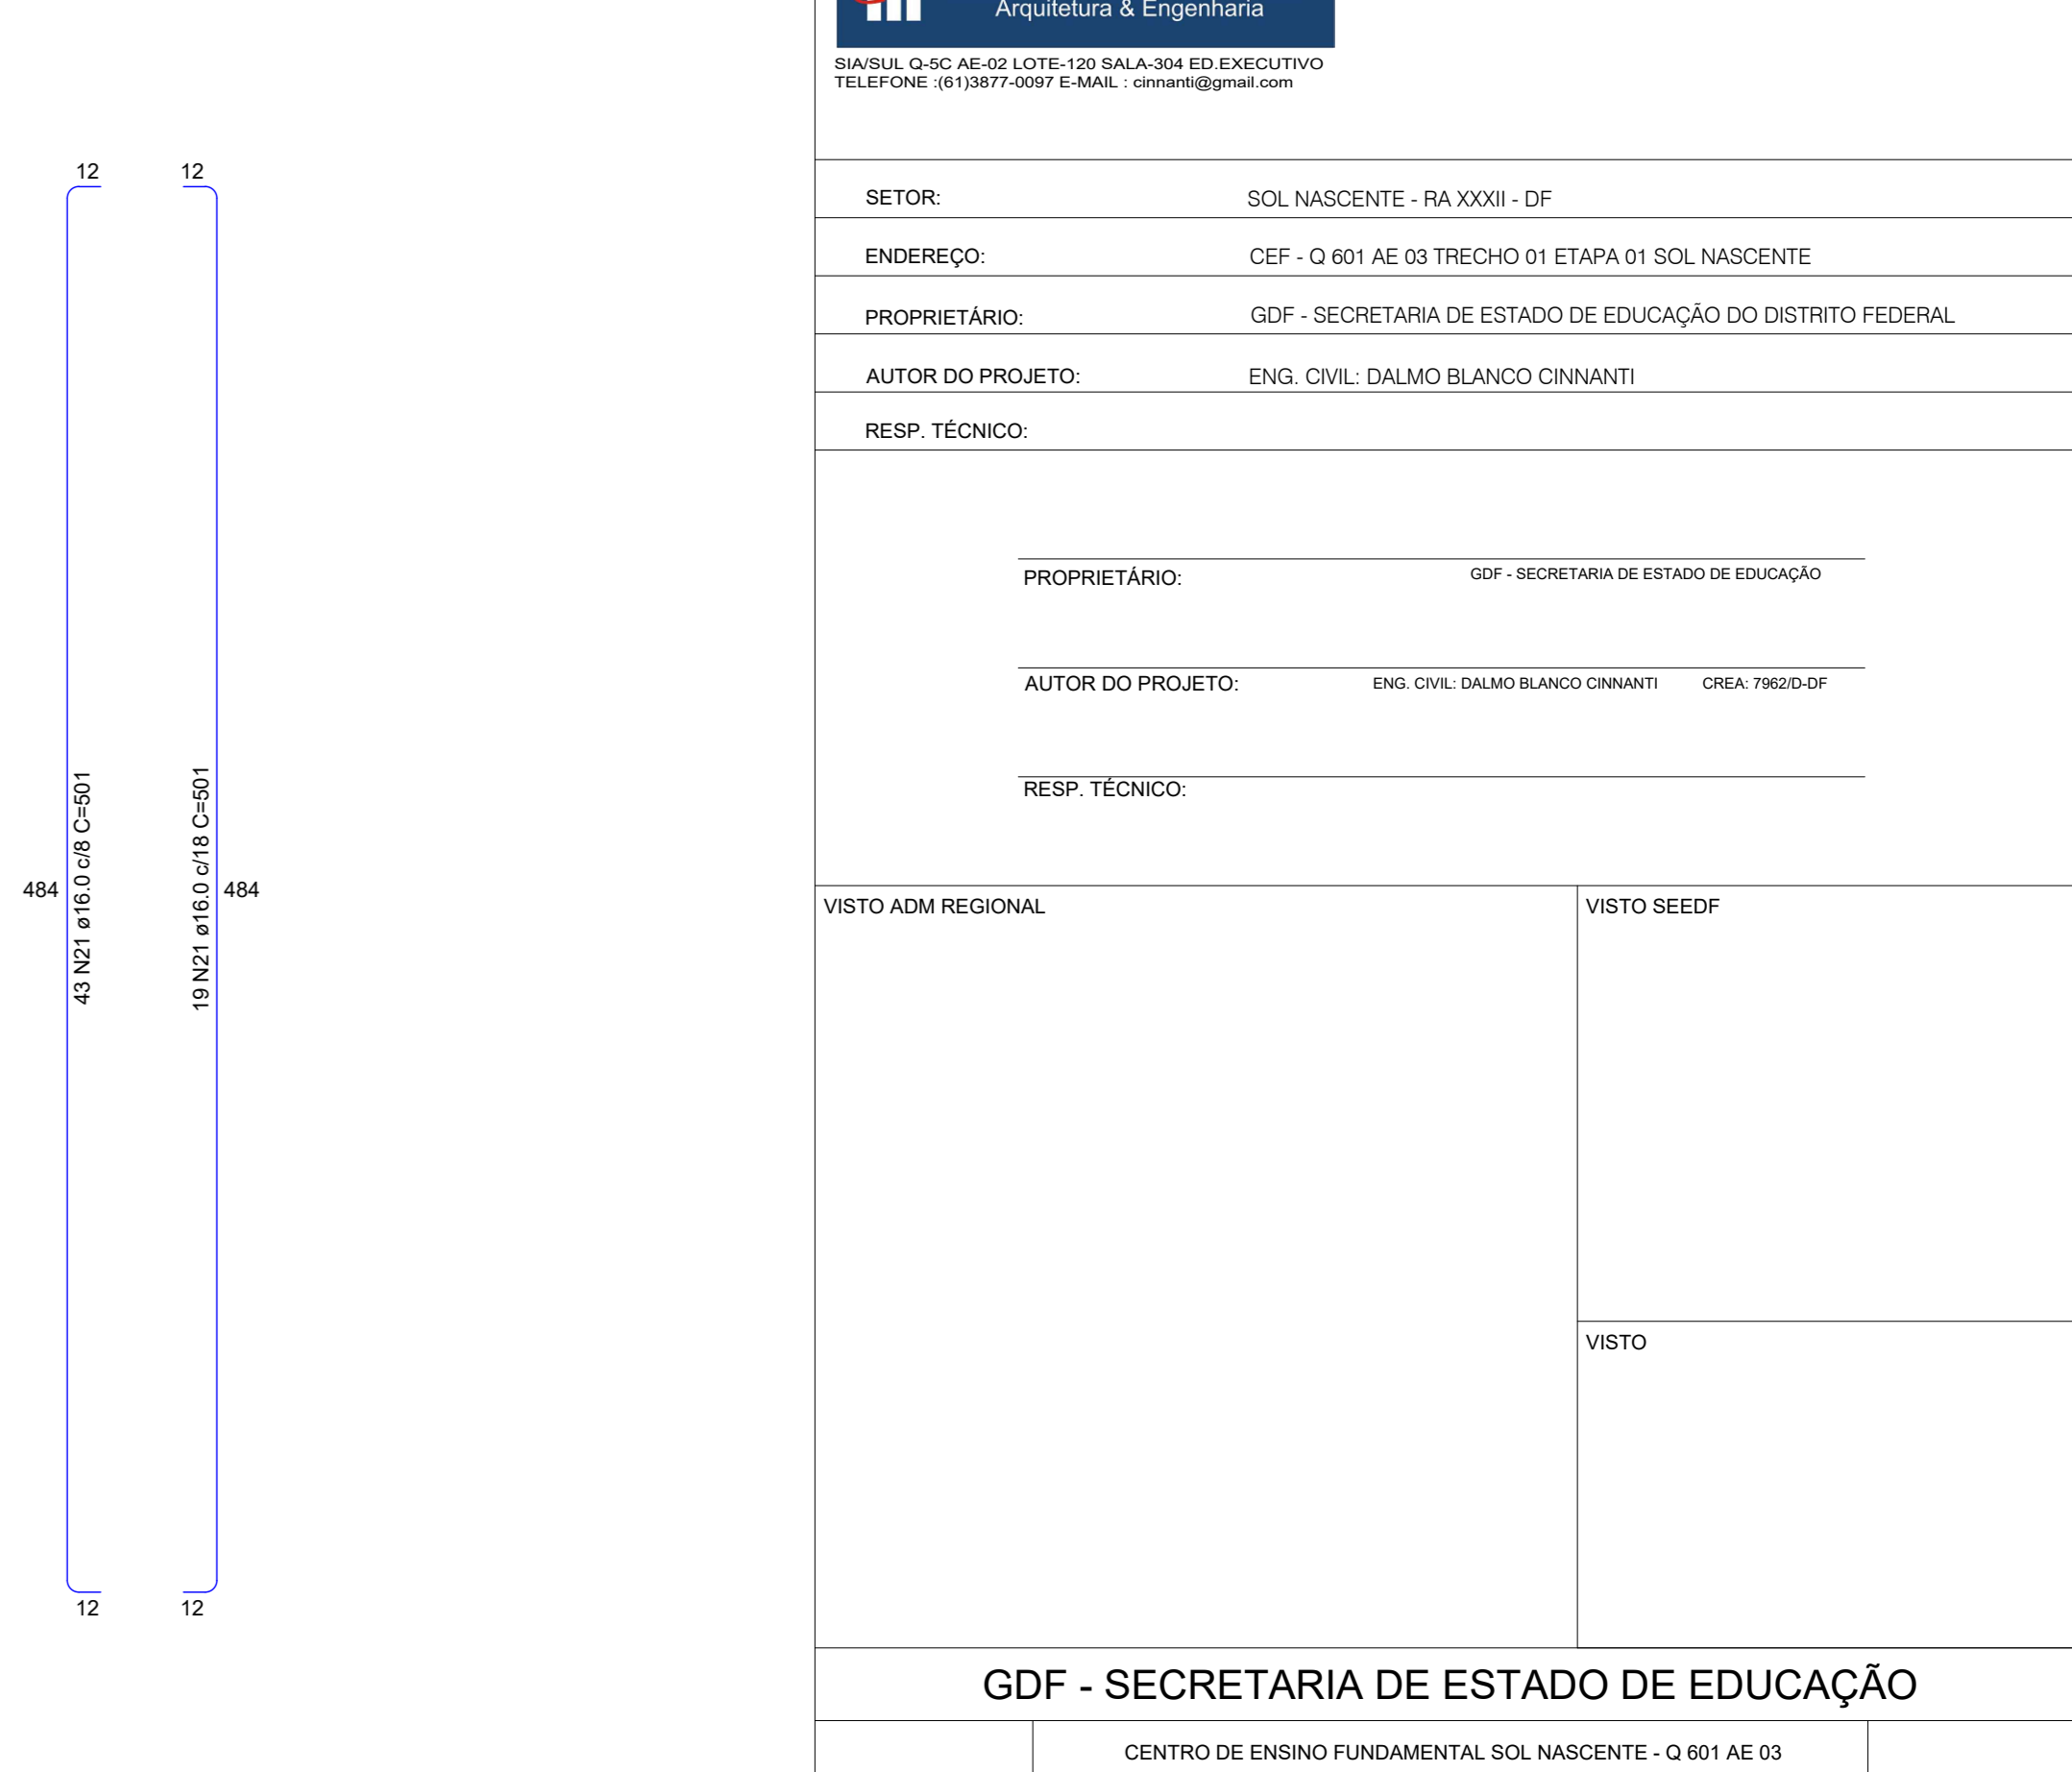 Arquitetura & Engenharia
SIA/SUL Q-5C AE-02 LOTE-120 SALA-304 ED.EXECUTIVO
TELEFONE :(61)3877-0097 E-MAIL : cinnanti@gmail.com
12
12
484
43 N21 ø16.0 c/8 C=501
19 N21 ø16.0 c/18 C=501
484
12
12
SETOR: SOL NASCENTE - RA XXXII - DF
ENDEREÇO: CEF - Q 601 AE 03 TRECHO 01 ETAPA 01 SOL NASCENTE
PROPRIETÁRIO: GDF - SECRETARIA DE ESTADO DE EDUCAÇÃO DO DISTRITO FEDERAL
AUTOR DO PROJETO: ENG. CIVIL: DALMO BLANCO CINNANTI
RESP. TÉCNICO:
PROPRIETÁRIO: GDF - SECRETARIA DE ESTADO DE EDUCAÇÃO
AUTOR DO PROJETO: ENG. CIVIL: DALMO BLANCO CINNANTI CREA: 7962/D-DF
RESP. TÉCNICO:
VISTO ADM REGIONAL
VISTO SEEDF
VISTO
GDF - SECRETARIA DE ESTADO DE EDUCAÇÃO
CENTRO DE ENSINO FUNDAMENTAL SOL NASCENTE - Q 601 AE 03